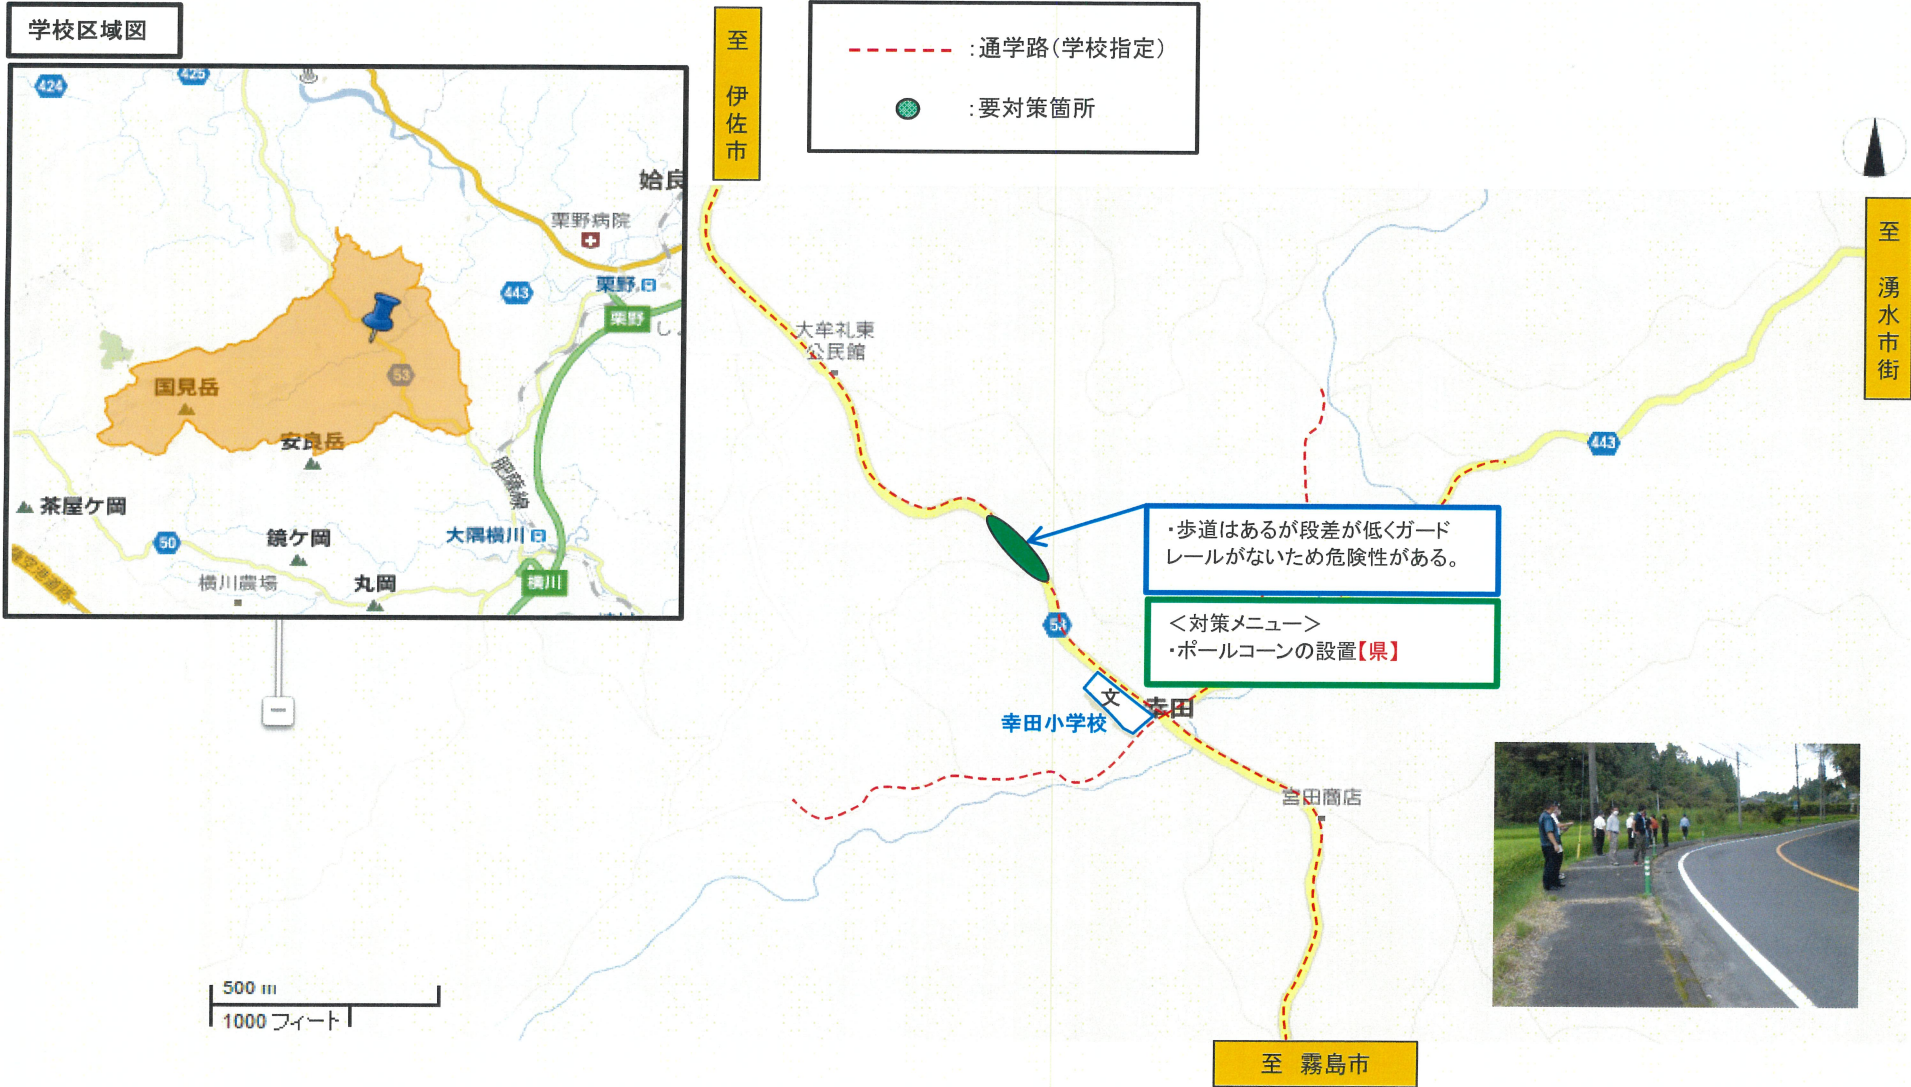 学校区域図
424
425
姶良
栗野病院
栗野
443
栗野
53
国見岳
安良岳
肥薩線
茶屋ケ岡
50
鏡ケ岡
大隅横川
横川農場
丸岡
横川
至 伊佐市
:通学路(学校指定)
:要対策箇所
至 湧水市街
大牟礼東
公民館
443
・歩道はあるが段差が低くガード
レールがないため危険性がある。
53
<対策メニュー>
・ポールコーンの設置【県】
文
幸田
幸田小学校
宮田商店
500 m
1000 フィート
至 霧島市